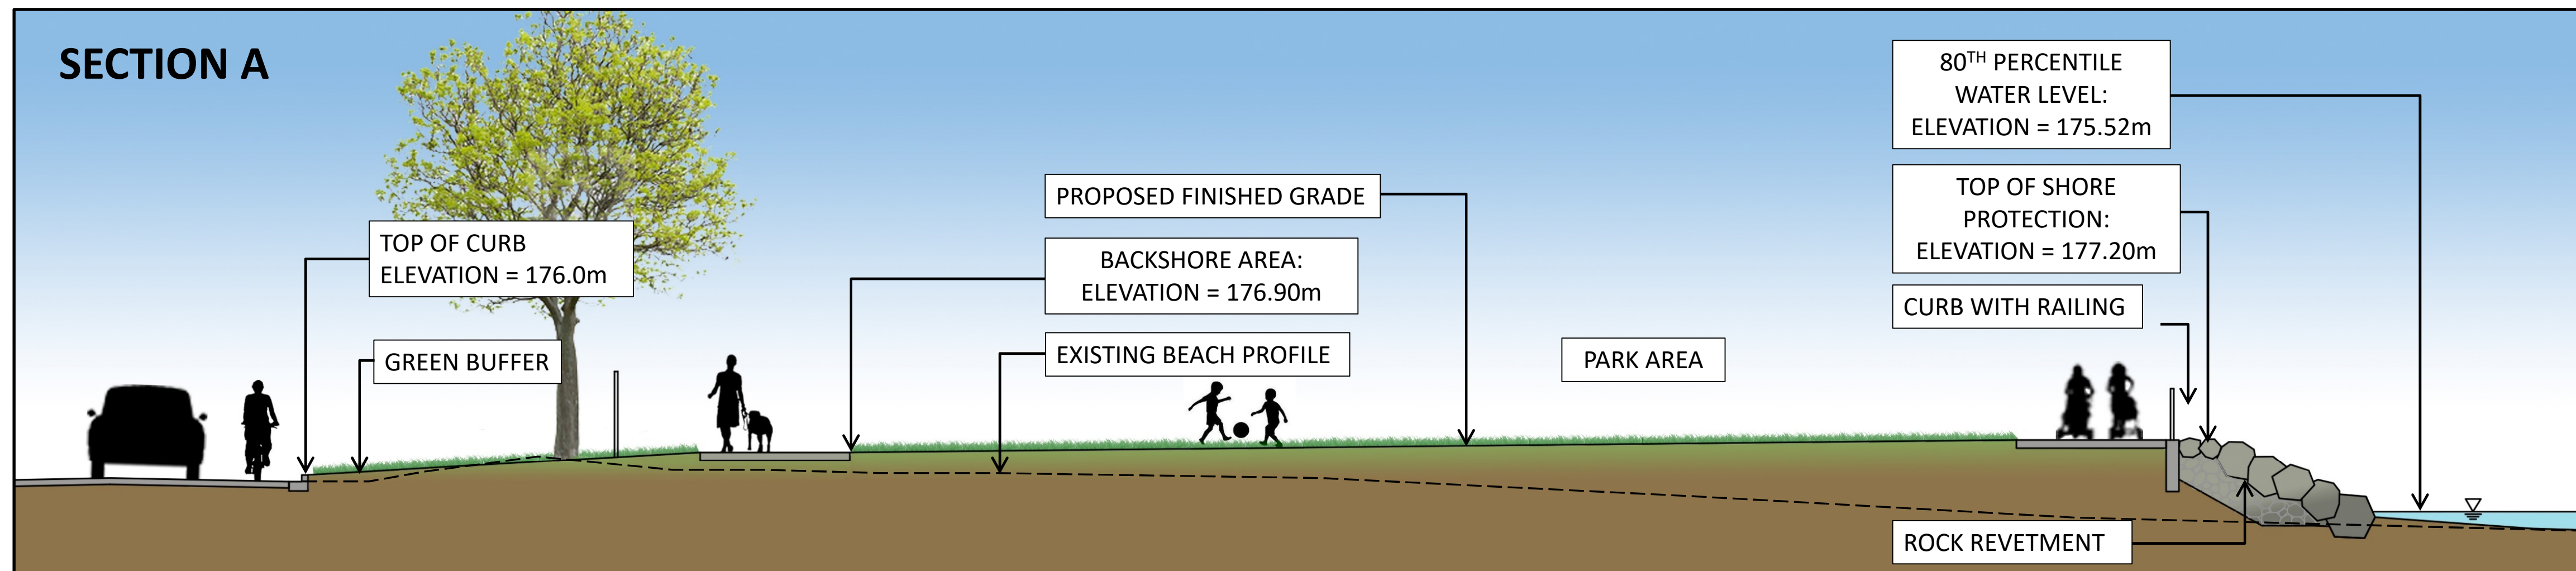 SECTION A
TOP OF CURB
ELEVATION = 176.0m
GREEN BUFFER
PROPOSED FINISHED GRADE
BACKSHORE AREA:
ELEVATION = 176.90m
EXISTING BEACH PROFILE
PARK AREA
80TH PERCENTILE
WATER LEVEL:
ELEVATION = 175.52m
TOP OF SHORE
PROTECTION:
ELEVATION = 177.20m
CURB WITH RAILING
ROCK REVETMENT